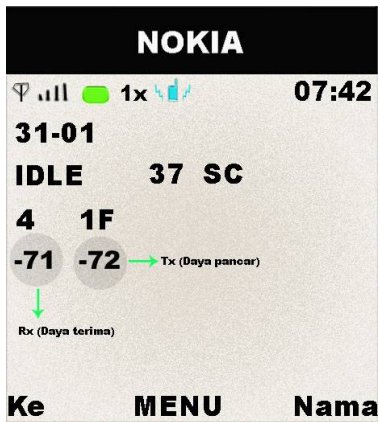 NOKIA
1x 07:42
31-01
IDLE 37 SC
4 1F
-71 -72 Tx (Daya pancar)
Rx (Daya terima)
Ke MENU Nama